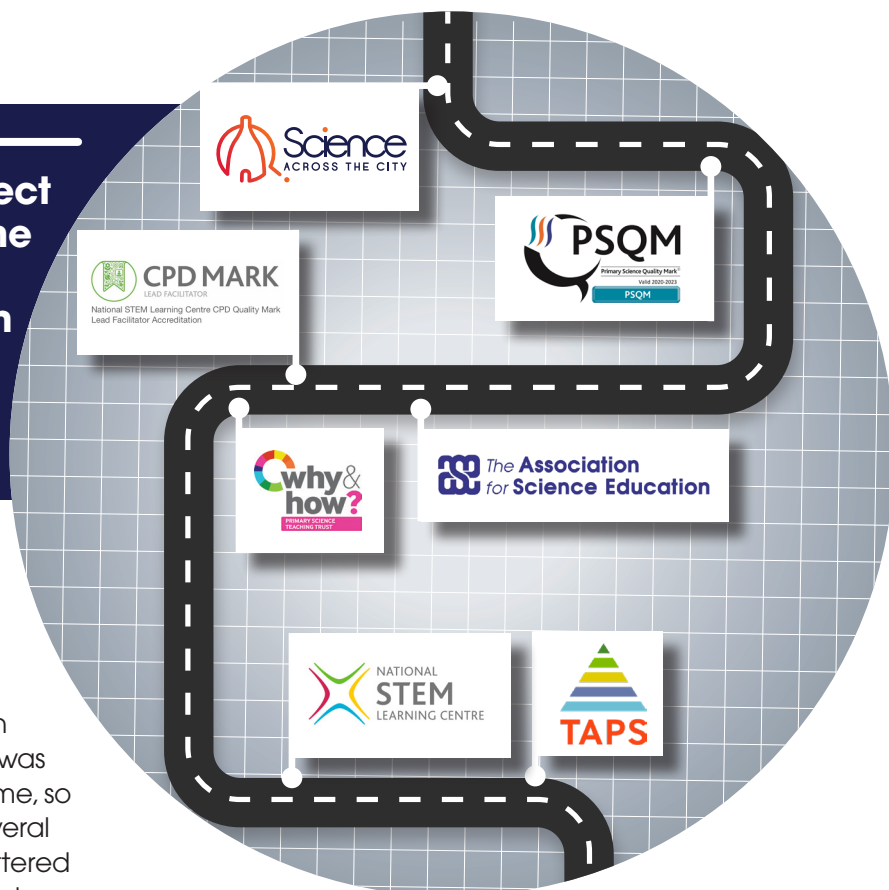 ect
n
Science
ACROSS THE CITY
PSQM
Primary Science Quality Mark
Valid 2020-2023
PSQM
CPD MARK
LEAD FACILITATOR
National STEM Learning Centre CPD Quality Mark
Lead Facilitator Accreditation
why&
how?
PRIMARY SCIENCE
TEACHING TRUST
ase The Association
for Science Education
NATIONAL
STEM
LEARNING CENTRE
TAPS
n
was
me, so
veral
tered